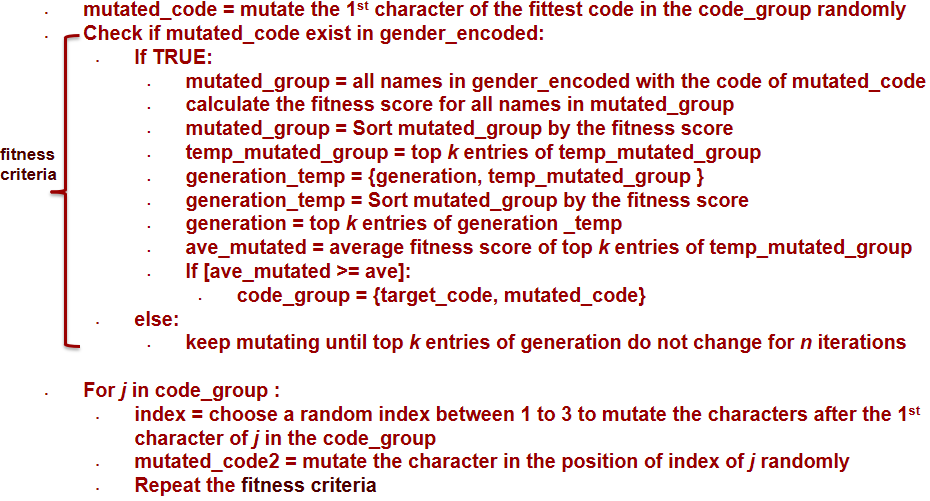 mutated_code = mutate the 1st character of the fittest code in the code_group randomly
Check if mutated_code exist in gender_encoded:
If TRUE:
mutated_group = all names in gender_encoded with the code of mutated_code
calculate the fitness score for all names in mutated_group
mutated_group = Sort mutated_group by the fitness score
temp_mutated_group = top k entries of temp_mutated_group
generation_temp = {generation, temp_mutated_group }
generation_temp = Sort mutated_group by the fitness score
generation = top k entries of generation _temp
ave_mutated = average fitness score of top k entries of temp_mutated_group
If [ave_mutated >= ave]:
code_group = {target_code, mutated_code}
else:
keep mutating until top k entries of generation do not change for n iterations
fitness
criteria
For j in code_group :
index = choose a random index between 1 to 3 to mutate the characters after the 1st
character of j in the code_group
mutated_code2 = mutate the character in the position of index of j randomly
Repeat the fitness criteria